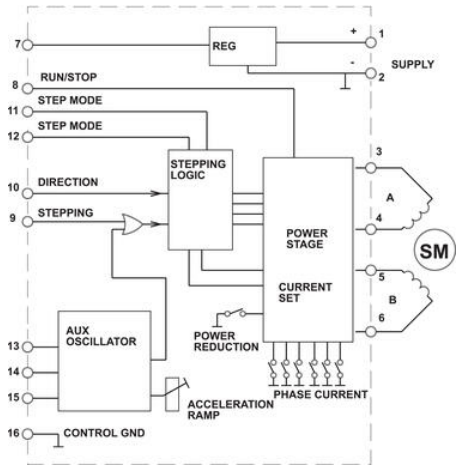 7
REG
+
1
-
2
SUPPLY
8
RUN/STOP
11
STEP MODE
12
STEP MODE
STEPPING
LOGIC
3
A
4
10
DIRECTION
9
STEPPING
POWER
STAGE
SM
5
B
6
CURRENT
SET
AUX
OSCILLATOR
POWER
REDUCTION
13
14
15
PHASE CURRENT
ACCELERATION
RAMP
16
CONTROL GND